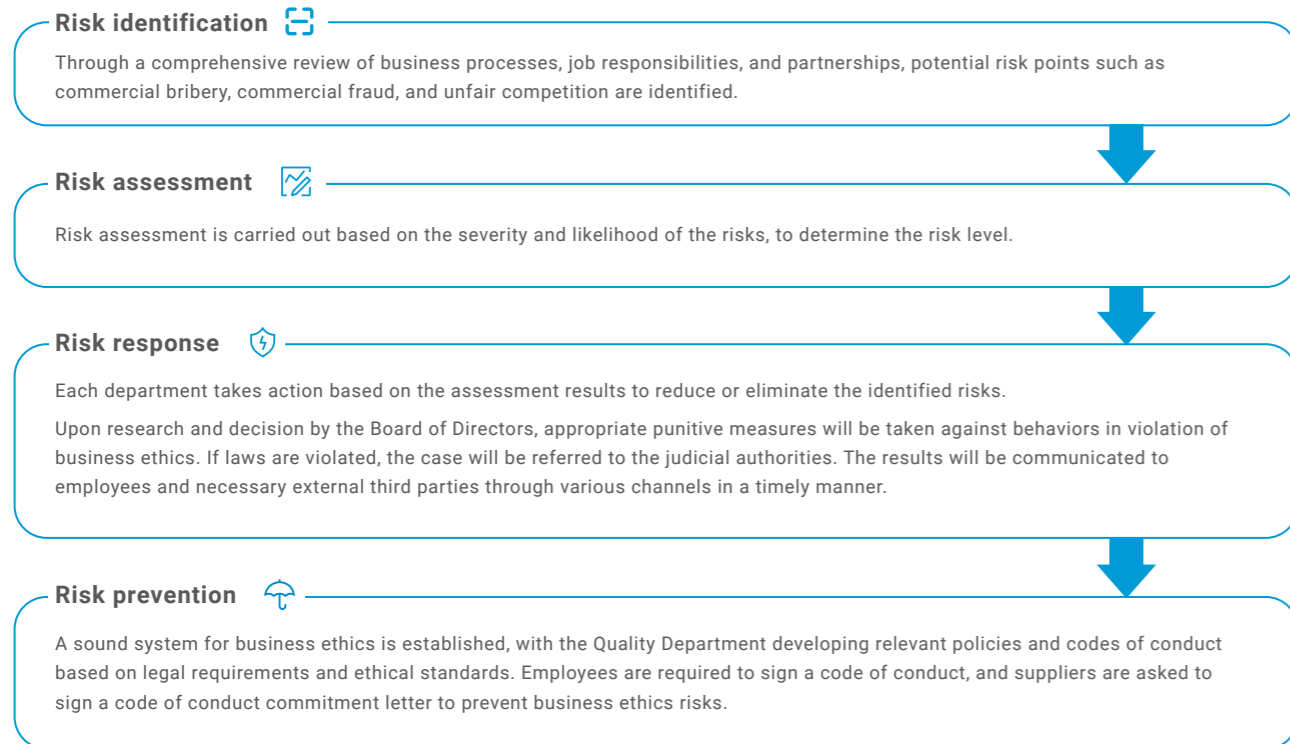 Risk identification
Through a comprehensive review of business processes, job responsibilities, and partnerships, potential risk points such as
commercial bribery, commercial fraud, and unfair competition are identified.
Risk assessment
Risk assessment is carried out based on the severity and likelihood of the risks, to determine the risk level.
Risk response
Each department takes action based on the assessment results to reduce or eliminate the identified risks.
Upon research and decision by the Board of Directors, appropriate punitive measures will be taken against behaviors in violation of
business ethics. If laws are violated, the case will be referred to the judicial authorities. The results will be communicated to
employees and necessary external third parties through various channels in a timely manner.
Risk prevention
A sound system for business ethics is established, with the Quality Department developing relevant policies and codes of conduct
based on legal requirements and ethical standards. Employees are required to sign a code of conduct, and suppliers are asked to
sign a code of conduct commitment letter to prevent business ethics risks.